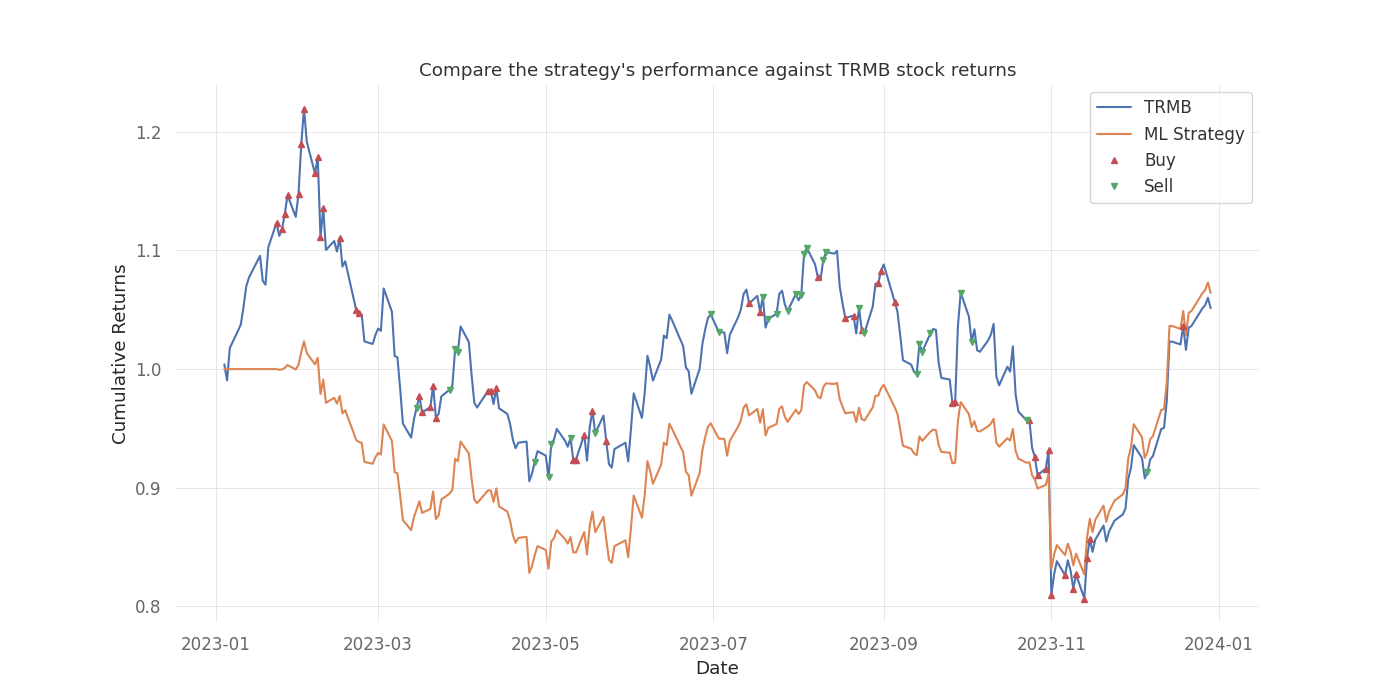 Compare the strategy's performance against TRMB stock returns
TRMB
ML Strategy
Buy
Sell
Cumulative Returns
1.2
1.1
1.0
0.9
0.8
2023-01
2023-03
2023-05
2023-07
2023-09
2023-11
2024-01
Date